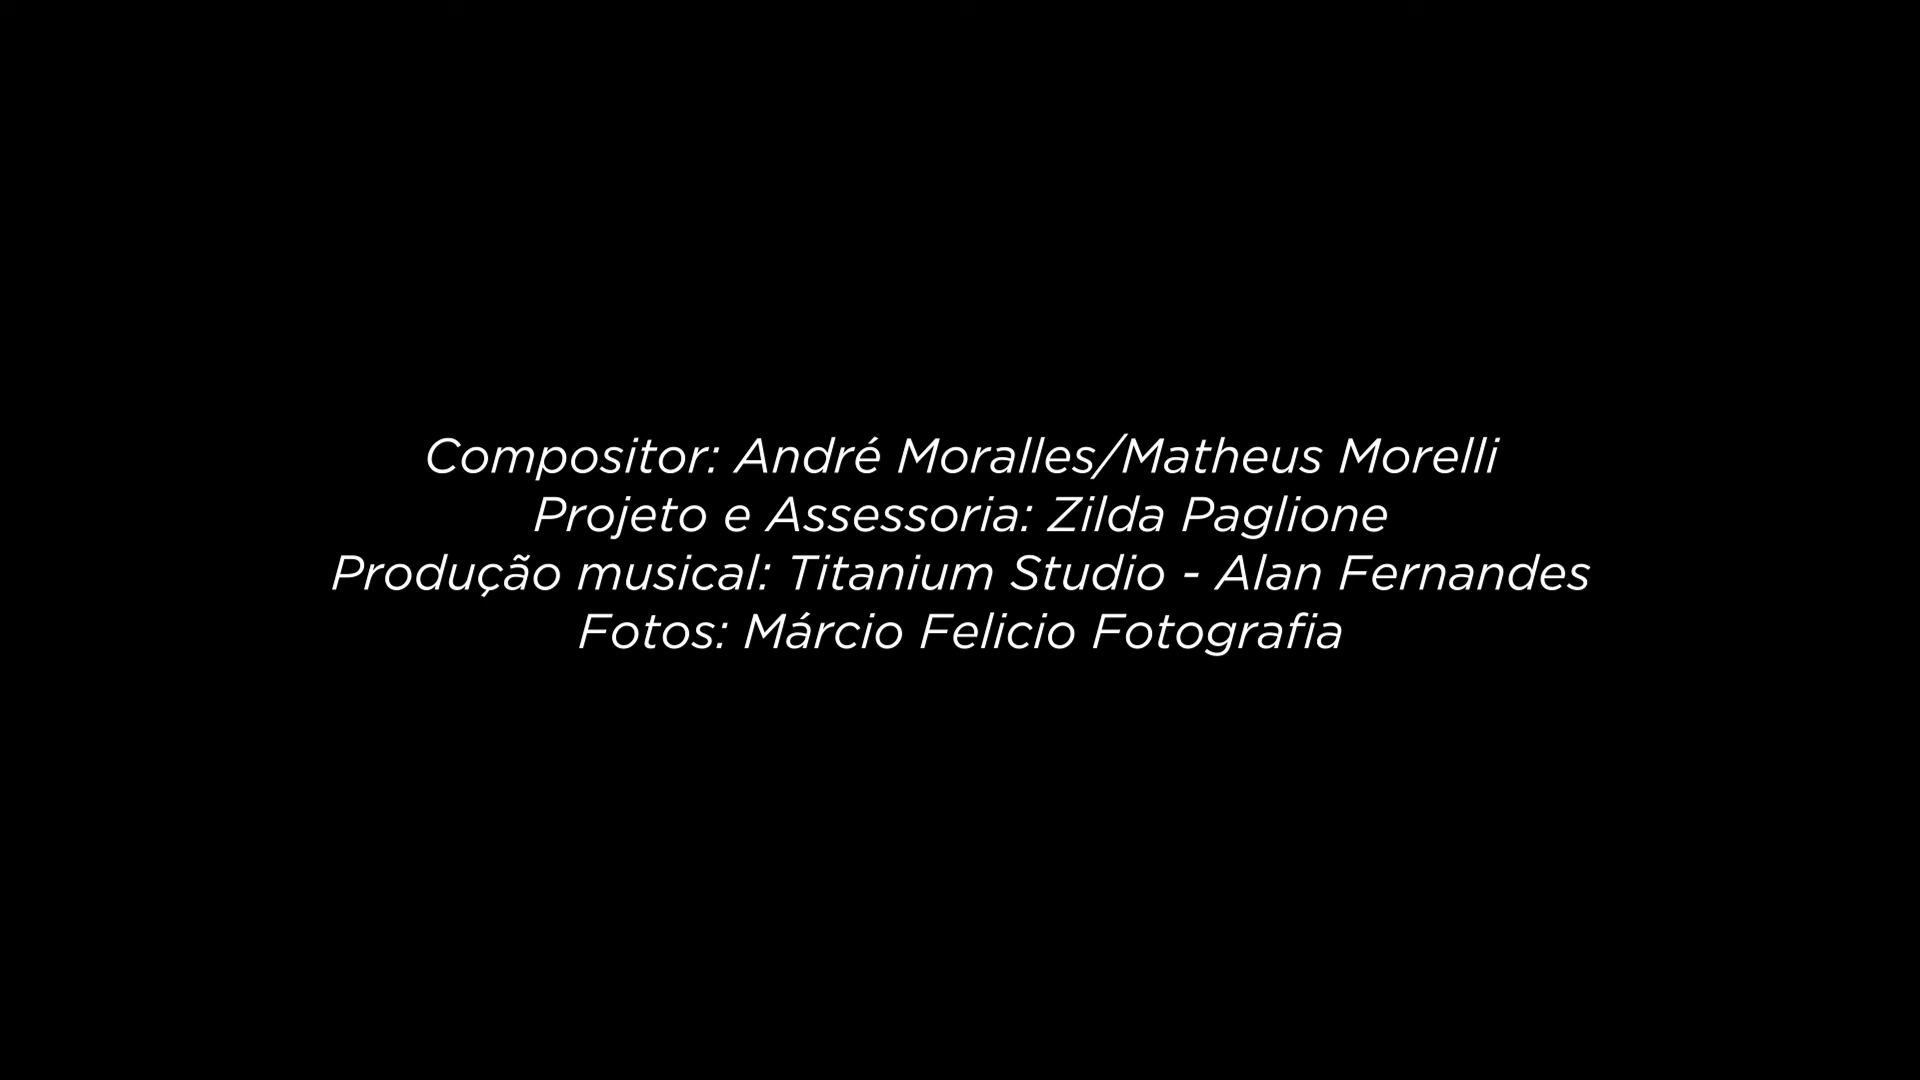 Compositor: André Moralles/Matheus Morelli
Projeto e Assessoria: Zilda Paglione
Produção musical: Titanium Studio - Alan Fernandes
Fotos: Márcio Felicio Fotografia